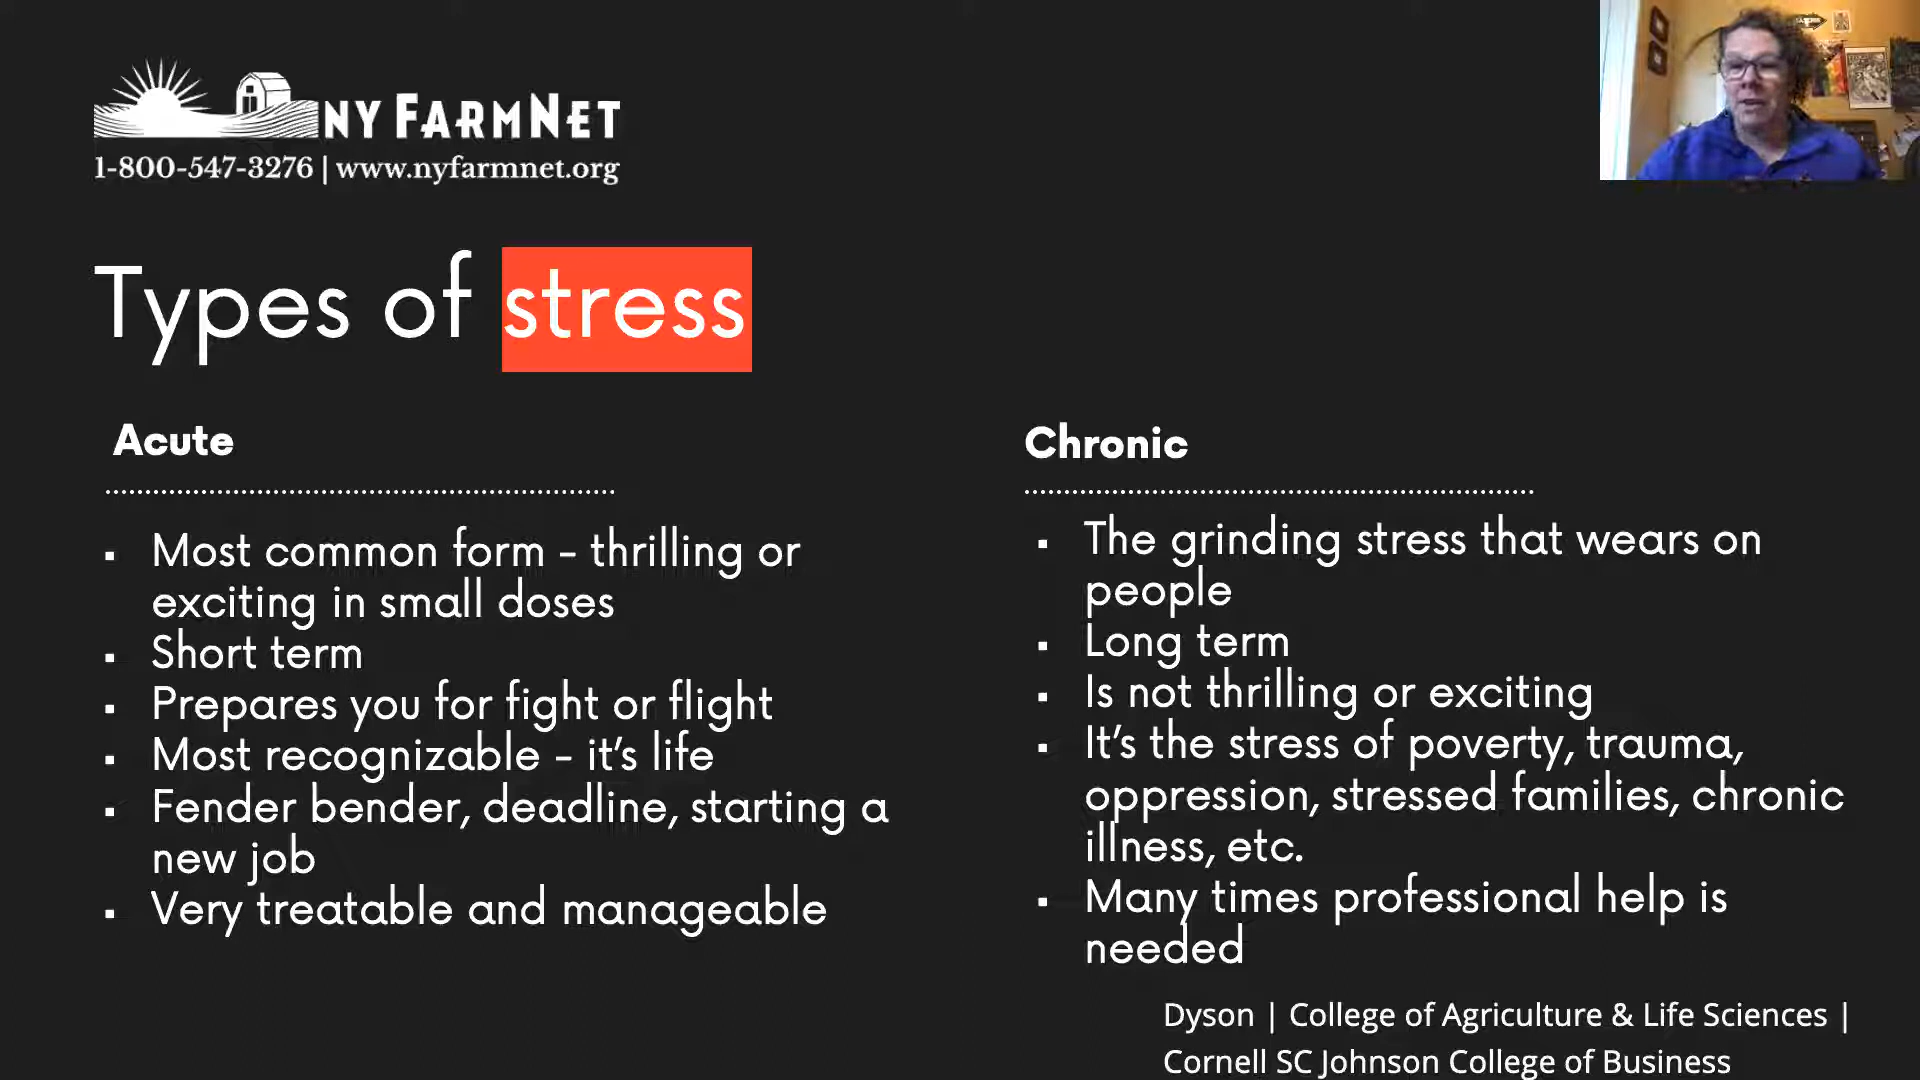 NY FARMNET
1-800-547-3276 | www.nyfarmnet.org
Types of stress
Acute
▪ Most common form - thrilling or
exciting in small doses
▪ Short term
▪ Prepares you for fight or flight
▪ Most recognizable - it's life
▪ Fender bender, deadline, starting a
new job
▪ Very treatable and manageable
Chronic
▪ The grinding stress that wears on
people
▪ Long term
▪ Is not thrilling or exciting
▪ It's the stress of poverty, trauma,
oppression, stressed families, chronic
illness, etc.
▪ Many times professional help is
needed
Dyson | College of Agriculture & Life Sciences |
Cornell SC Johnson College of Business